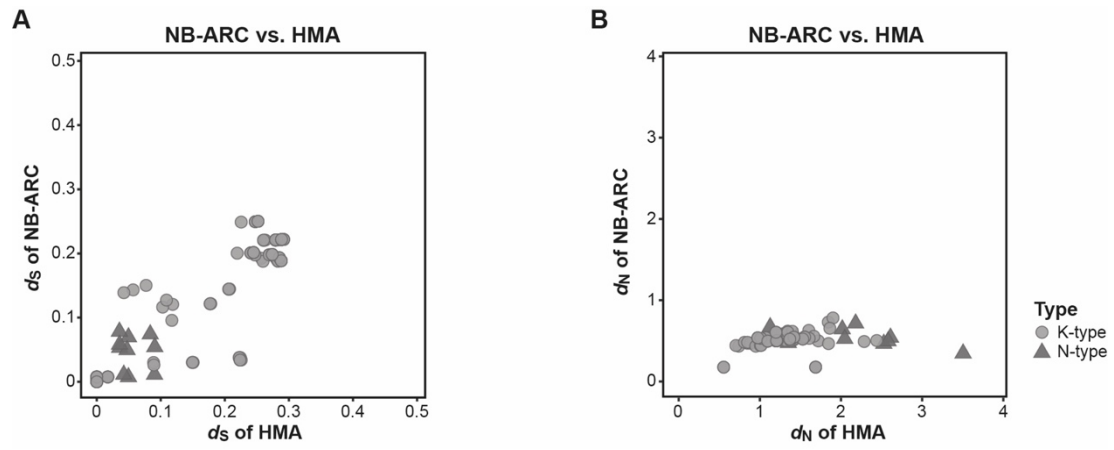 A
NB-ARC vs. HMA
0.5
0.4
0.3
0.2
0.1
0
dS of NB-ARC
0
0.1
0.2
0.3
0.4
0.5
dS of HMA
B
NB-ARC vs. HMA
4
3
2
1
0
dN of NB-ARC
0
1
2
3
4
dN of HMA
Type
K-type
N-type